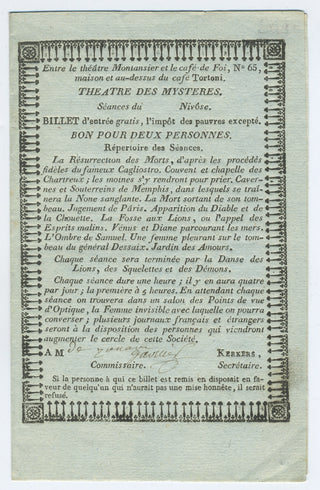 Entre le théâtre Montansier et le café de Foi, N° 65,
maison et au-dessus du café Tortoni.
THEATRE DES MYSTERES.
Séances du Nivôse.
BILLET d'entrée gratis, l'impôt des pauvres excepté.
BON POUR DEUX PERSONNES.
Répertoire des Séances.
La Résurrection des Morts, d'après les procédés
fidèles du fameux Cagliostro. Couvent et chapelle des
Chartreux; les moines s'y rendront pour prier. Caver-
nes et Souterreins de Memphis, dans lesquels se traî-
nera la None sanglante. La Mort sortant de son tom-
beau. Jugement de Pâris. Apparition du Diable et de
la Chouette. La Fosse aux Lions, ou l'appel des
Esprits malins. Vénus et Diane parcourant les mers.
L'Ombre de Samuel. Une femme pleurant sur le tom-
beau du général Dessaix. Jardin des Amours.
Chaque séance sera terminée par la Danse des
Lions, des Squelettes et des Démons.
Chaque séance dure une heure; il y en aura quatre
par jour; la première à 4 heures. En attendant chaque
séance on trouvera dans un salon des Points de vue
d'Optique, la Femme invisible avec laquelle on pourra
converser; plusieurs journaux français et étrangers
seront à la disposition des personnes qui viendront
augmenter le cercle de cette Société.
A M KERKERS,
Commissaire. Secrétaire.
Si la personne à qui ce billet est remis en disposait en fa-
veur de quelqu'un qui n'aurait pas une mise honnête, il serait
refusé.